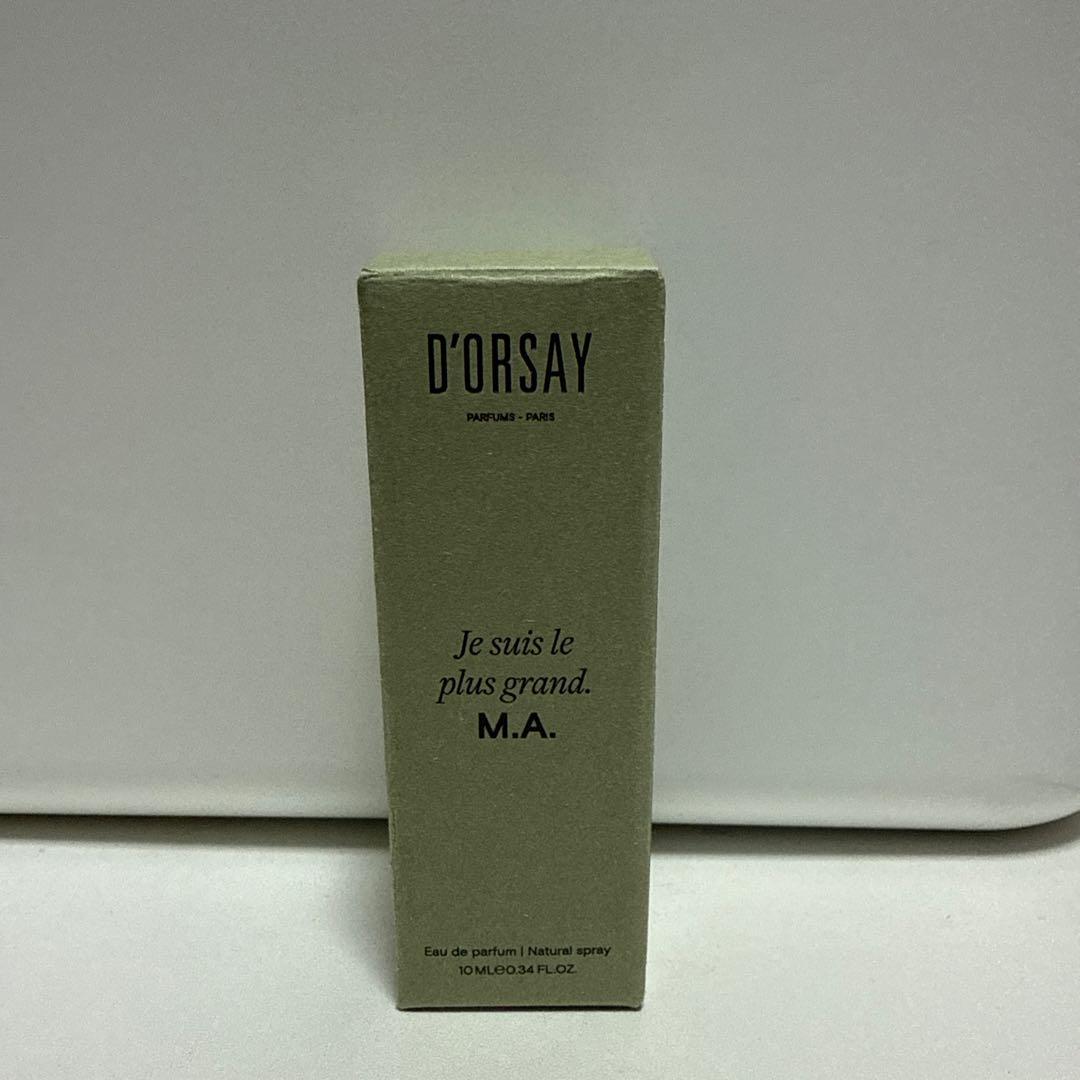 D'ORSAY
PARFUMS - PARIS
Je suis le
plus grand.
M.A.
Eau de parfum | Natural spray
10 ML℮0.34 FL.OZ.